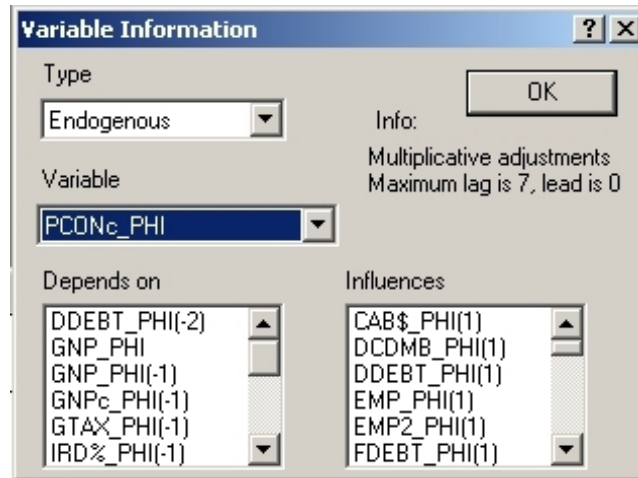 Variable Information
Type
OK
Endogenous
Info:
Multiplicative adjustments
Maximum lag is 7, lead is 0
Variable
PCONc_PHI
Depends on
DDEBT_PHI(-2)
GNP_PHI
GNP_PHI(-1)
GNPc_PHI(-1)
GTAX_PHI(-1)
IRD%_PHI(-1)
Influences
CAB$_PHI(1)
DCDMB_PHI(1)
DDEBT_PHI(1)
EMP_PHI(1)
EMP2_PHI(1)
FDEBT_PHI(1)